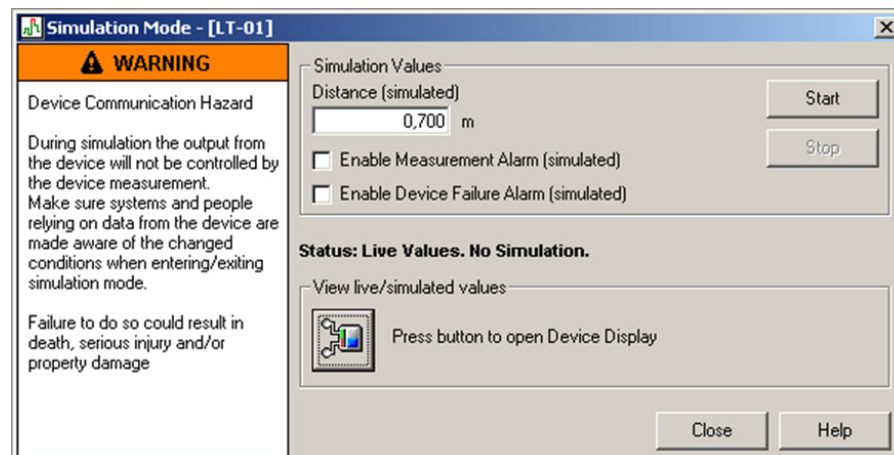 Simulation Mode - [LT-01]
WARNING
Device Communication Hazard
During simulation the output from
the device will not be controlled by
the device measurement.
Make sure systems and people
relying on data from the device are
made aware of the changed
conditions when entering/exiting
simulation mode.
Failure to do so could result in
death, serious injury and/or
property damage
Simulation Values
Distance (simulated)
0,700 m
Enable Measurement Alarm (simulated)
Enable Device Failure Alarm (simulated)
Start
Stop
Status: Live Values. No Simulation.
View live/simulated values
Press button to open Device Display
Close
Help